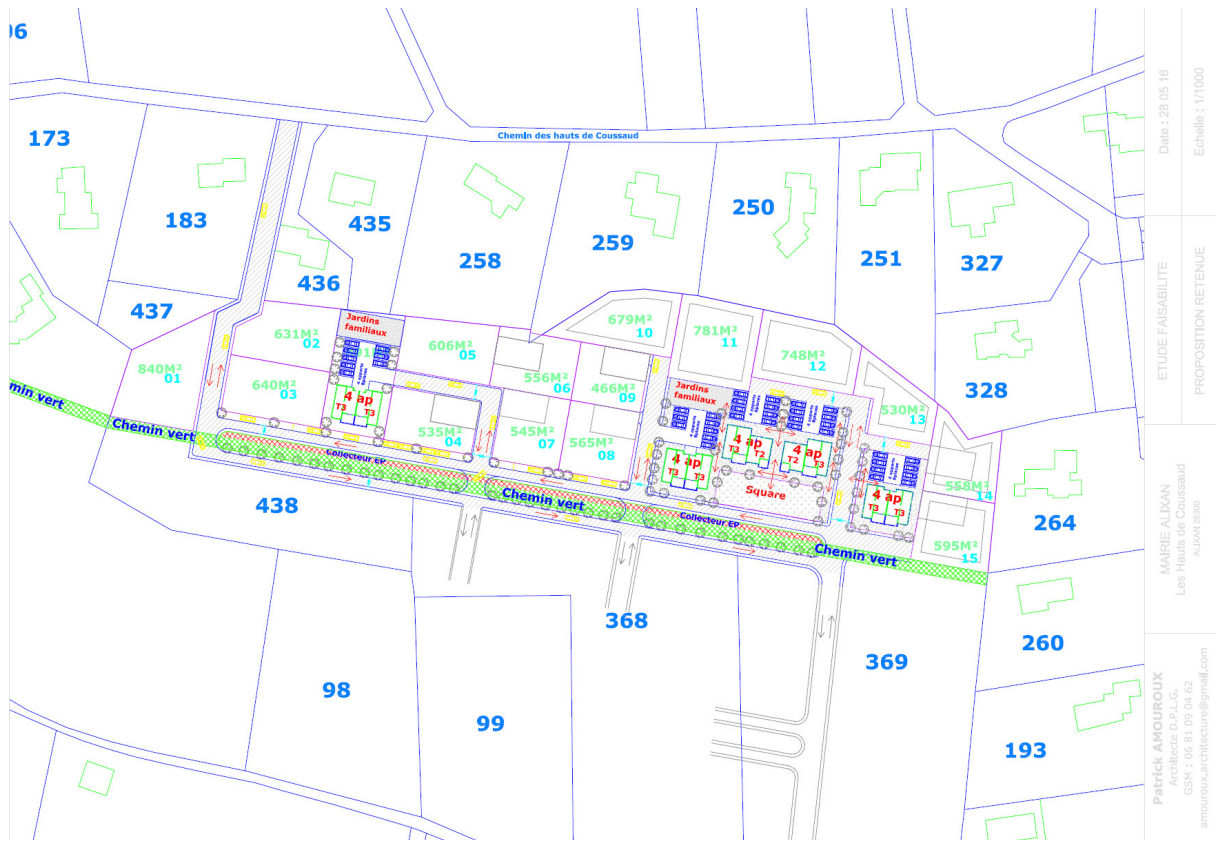 06
173
183
435
436
437
258
259
250
251
327
328
Chemin des hauts de Coussaud
631M²
02
Jardins
familiaux
606M²
05
679M²
10
781M²
11
748M²
12
840M²
01
640M²
03
4 ap
T3
T3
535M²
04
556M²
06
466M²
09
545M²
07
565M²
08
Jardins
familiaux
4 ap
T3
T3
4 ap
T3
T2
4 ap
T2
T3
530M²
13
558M²
14
4 ap
T3
T3
595M²
15
Square
min vert
Chemin vert
Collecteur EP
Chemin vert
Collecteur EP
Chemin vert
438
264
368
260
369
98
99
193
Date : 28 05 16
Echelle : 1/1000
ETUDE FAISABILITE
PROPOSITION RETENUE
MAIRIE ALIXAN
Les Hauts de Coussaud
ALIXAN 26300
Patrick AMOUROUX
Architecte D.P.L.G.
GSM : 06 81 09 04 62
amouroux.architecture@gmail.com